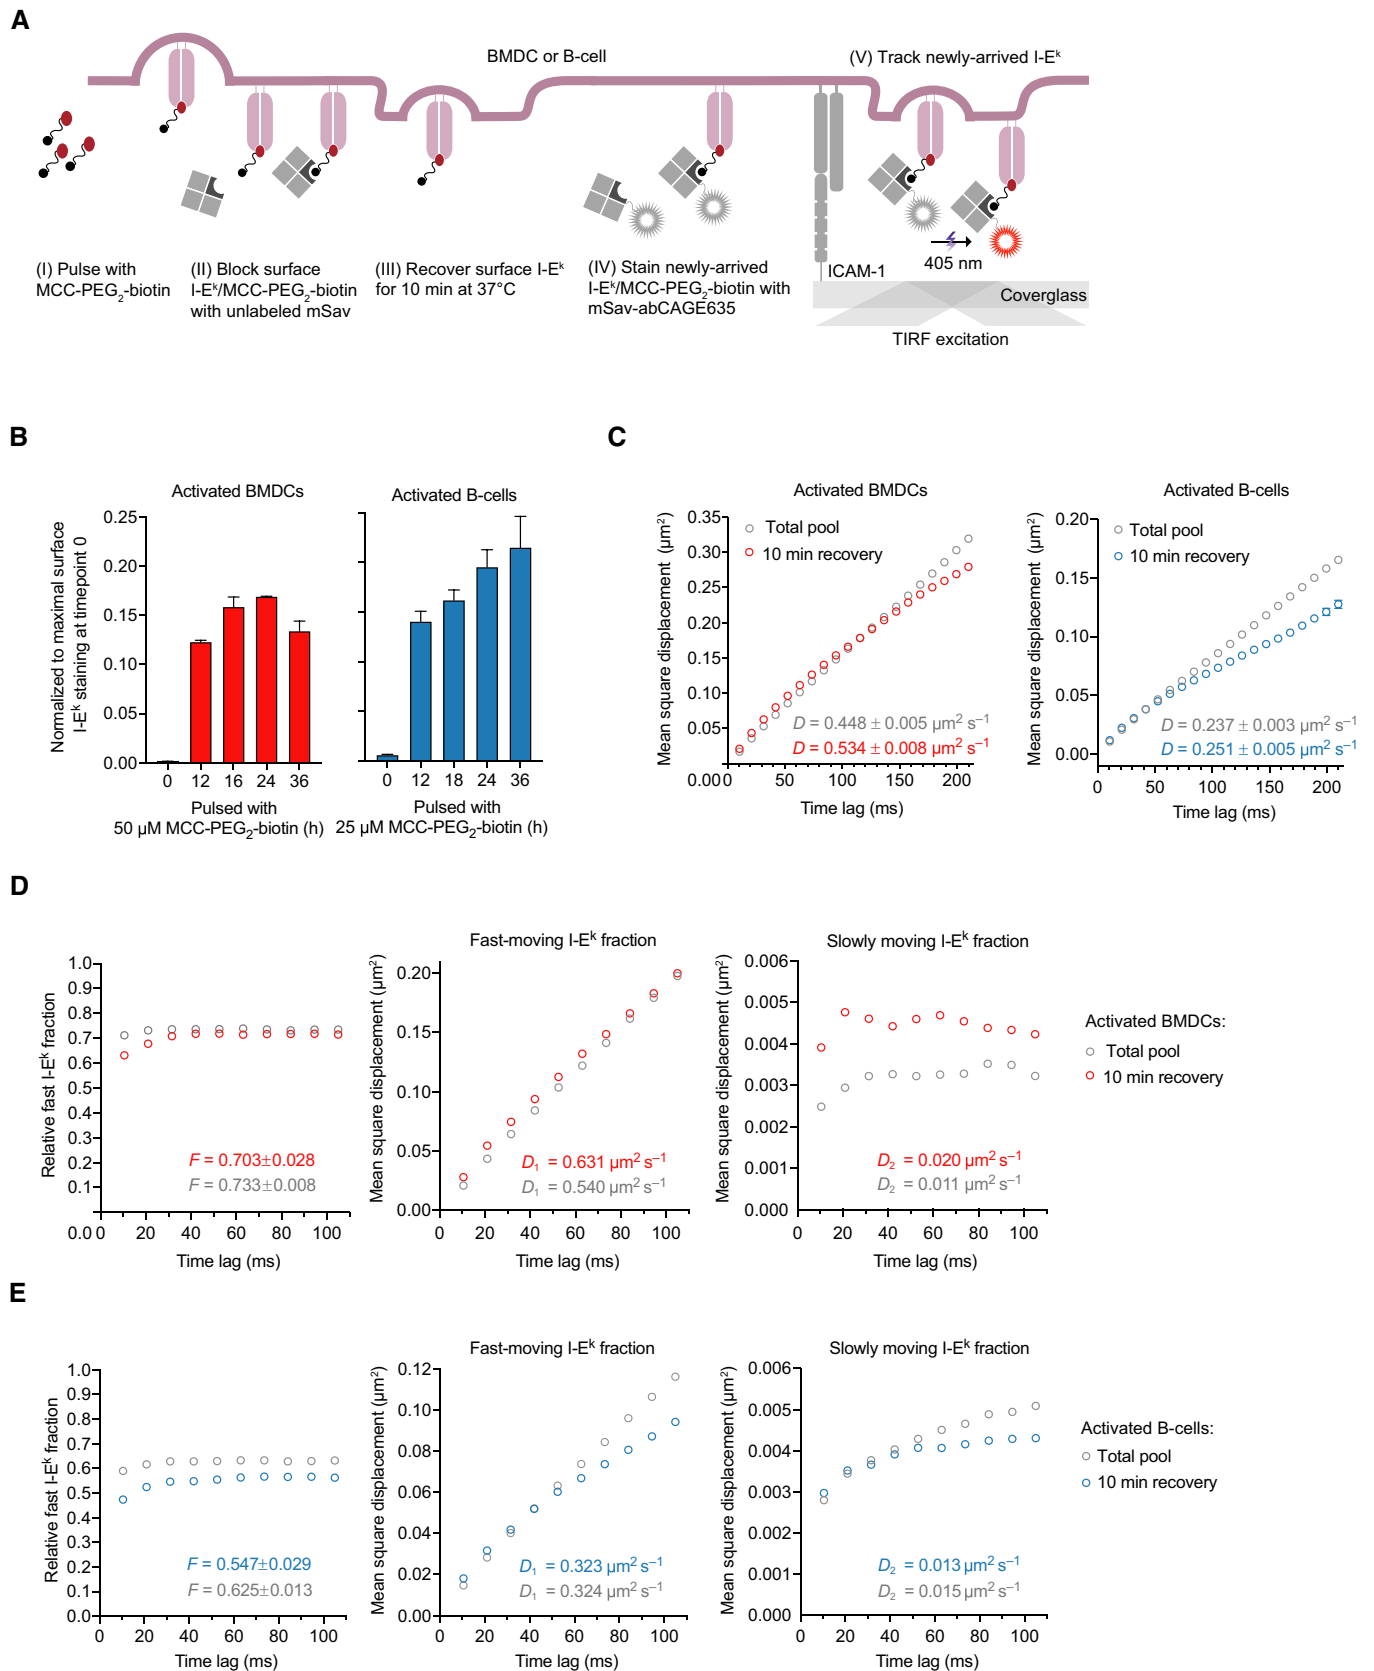 A
BMDC or B-cell
(V) Track newly-arrived I-Eᵏ
(I) Pulse with
MCC-PEG₂-biotin
(II) Block surface
I-Eᵏ/MCC-PEG₂-biotin
with unlabeled mSav
(III) Recover surface I-Eᵏ
for 10 min at 37°C
(IV) Stain newly-arrived
I-Eᵏ/MCC-PEG₂-biotin with
mSav-abCAGE635
405 nm
ICAM-1
Coverglass
TIRF excitation
B
Activated BMDCs
Normalized to maximal surface
I-Eᵏ staining at timepoint 0
0.25
0.20
0.15
0.10
0.05
0.00
0 12 16 24 36
Pulsed with
50 µM MCC-PEG₂-biotin (h)
Activated B-cells
0 12 18 24 36
Pulsed with
25 µM MCC-PEG₂-biotin (h)
C
Activated BMDCs
Mean square displacement (µm²)
Total pool
10 min recovery
0.35
0.30
0.25
0.20
0.15
0.10
0.05
0.00
D = 0.448 ± 0.005 µm² s⁻¹
D = 0.534 ± 0.008 µm² s⁻¹
0 50 100 150 200
Time lag (ms)
Activated B-cells
Mean square displacement (µm²)
Total pool
10 min recovery
0.20
0.15
0.10
0.05
0.00
D = 0.237 ± 0.003 µm² s⁻¹
D = 0.251 ± 0.005 µm² s⁻¹
0 50 100 150 200
Time lag (ms)
D
Relative fast I-Eᵏ fraction
1.0
0.9
0.8
0.7
0.6
0.5
0.4
0.3
0.2
0.1
0.0
F = 0.703±0.028
F = 0.733±0.008
0 20 40 60 80 100
Time lag (ms)
Fast-moving I-Eᵏ fraction
Mean square displacement (µm²)
0.20
0.15
0.10
0.05
0.00
D₁ = 0.631 µm² s⁻¹
D₁ = 0.540 µm² s⁻¹
0 20 40 60 80 100
Time lag (ms)
Slowly moving I-Eᵏ fraction
Mean square displacement (µm²)
0.006
0.005
0.004
0.003
0.002
0.001
0.000
D₂ = 0.020 µm² s⁻¹
D₂ = 0.011 µm² s⁻¹
0 20 40 60 80 100
Time lag (ms)
Activated BMDCs:
Total pool
10 min recovery
E
Relative fast I-Eᵏ fraction
1.0
0.9
0.8
0.7
0.6
0.5
0.4
0.3
0.2
0.1
0.0
F = 0.547±0.029
F = 0.625±0.013
0 20 40 60 80 100
Time lag (ms)
Fast-moving I-Eᵏ fraction
Mean square displacement (µm²)
0.12
0.10
0.08
0.06
0.04
0.02
0.00
D₁ = 0.323 µm² s⁻¹
D₁ = 0.324 µm² s⁻¹
0 20 40 60 80 100
Time lag (ms)
Slowly moving I-Eᵏ fraction
Mean square displacement (µm²)
0.006
0.005
0.004
0.003
0.002
0.001
0.000
D₂ = 0.013 µm² s⁻¹
D₂ = 0.015 µm² s⁻¹
0 20 40 60 80 100
Time lag (ms)
Activated B-cells:
Total pool
10 min recovery